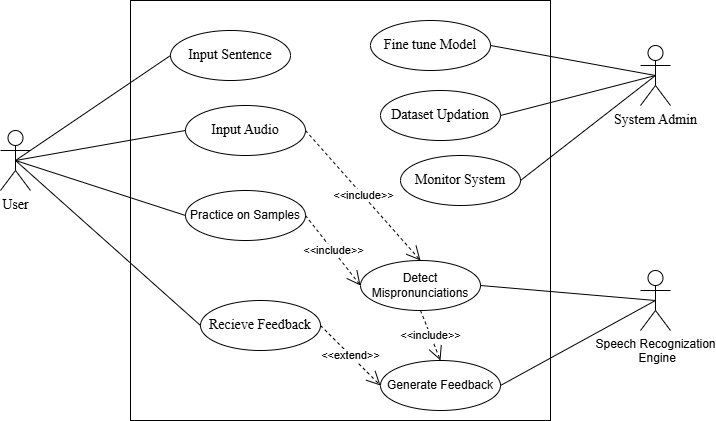 Input Sentence
Fine tune Model
Input Audio
Dataset Updation
System Admin
Monitor System
<<include>>
User
Practice on Samples
<<include>>
Detect
Mispronunciations
Recieve Feedback
<<include>>
Speech Recognization
Engine
<<extend>>
Generate Feedback